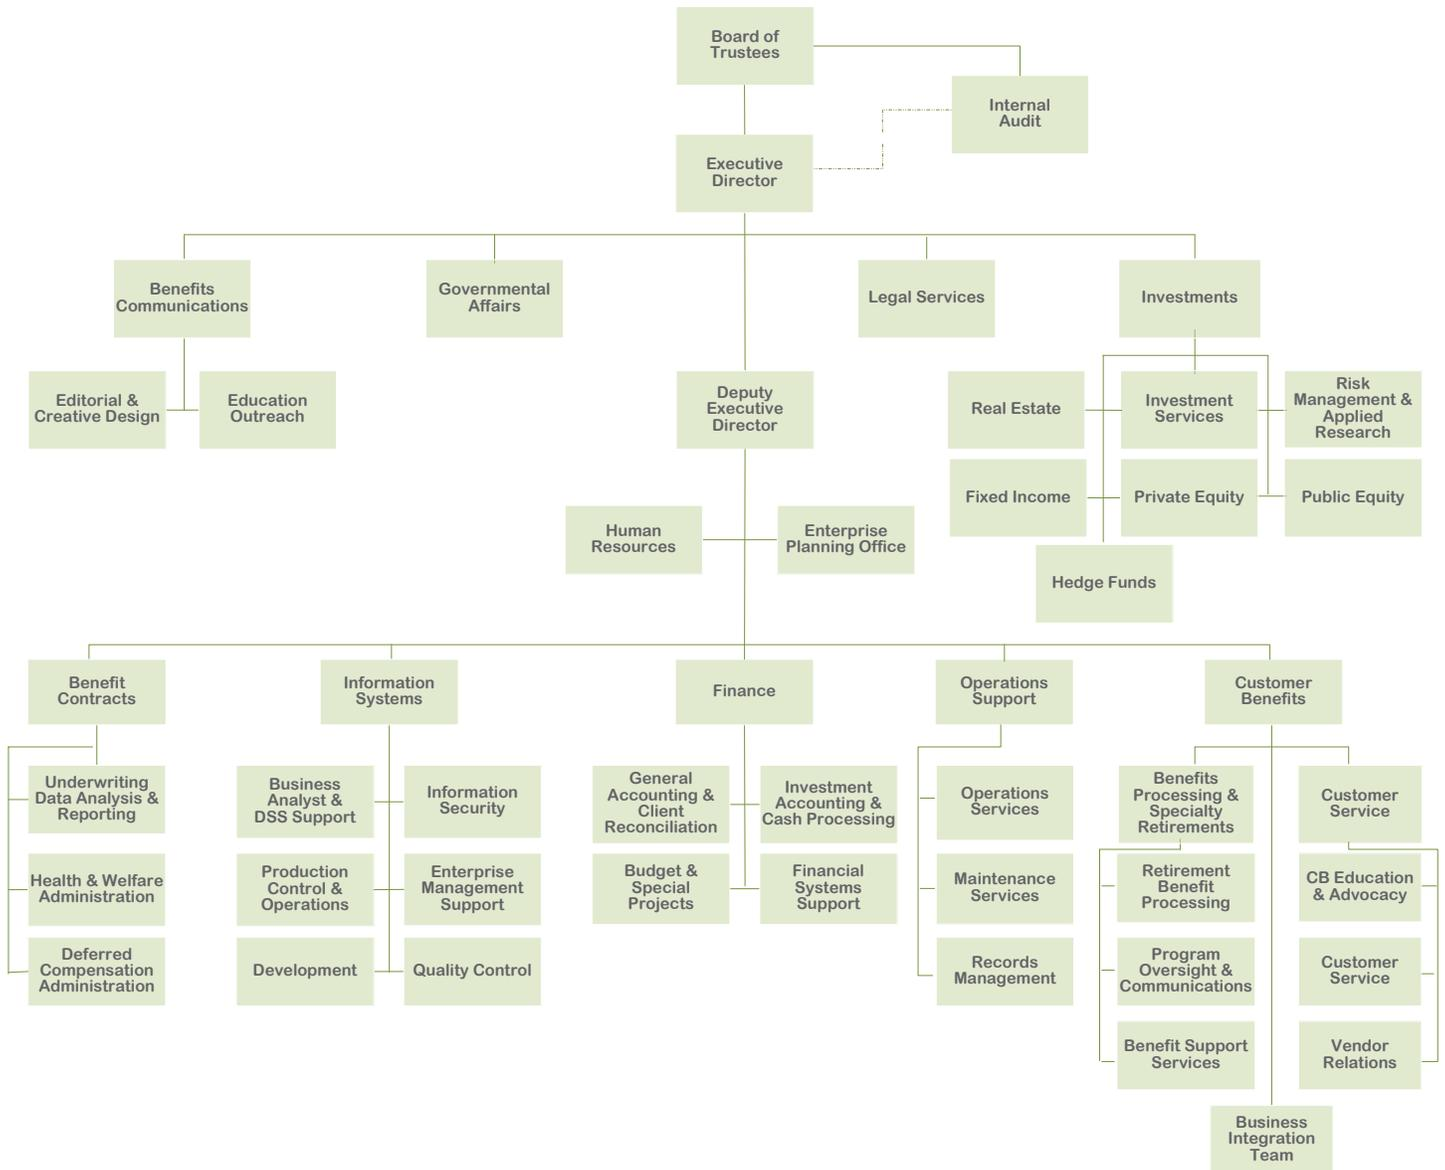 Board of
Trustees
Internal
Audit
Executive
Director
Benefits
Communications
Governmental
Affairs
Legal Services
Investments
Editorial &
Creative Design
Education
Outreach
Deputy
Executive
Director
Real Estate
Investment
Services
Risk
Management &
Applied
Research
Fixed Income
Private Equity
Public Equity
Human
Resources
Enterprise
Planning Office
Hedge Funds
Benefit
Contracts
Information
Systems
Finance
Operations
Support
Customer
Benefits
Underwriting
Data Analysis &
Reporting
Business
Analyst &
DSS Support
Information
Security
General
Accounting &
Client
Reconciliation
Investment
Accounting &
Cash Processing
Operations
Services
Benefits
Processing &
Specialty
Retirements
Customer
Service
Health & Welfare
Administration
Production
Control &
Operations
Enterprise
Management
Support
Budget &
Special
Projects
Financial
Systems
Support
Maintenance
Services
Retirement
Benefit
Processing
CB Education
& Advocacy
Deferred
Compensation
Administration
Development
Quality Control
Records
Management
Program
Oversight &
Communications
Customer
Service
Benefit Support
Services
Vendor
Relations
Business
Integration
Team